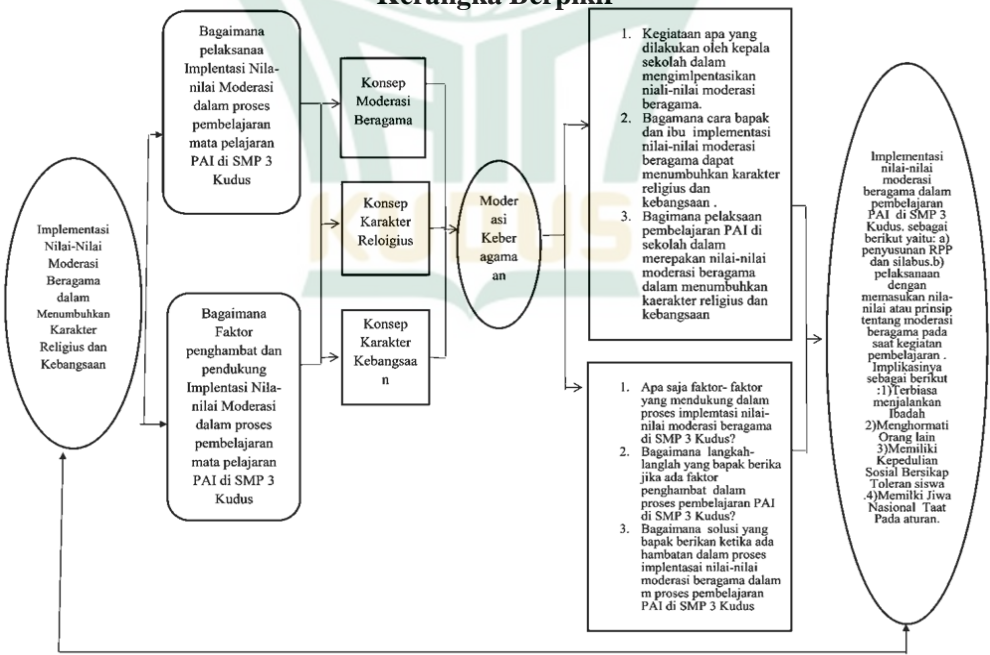 Kerangka Berpikir
Implementasi
Nilai-Nilai
Moderasi
Beragama
dalam
Menumbuhkan
Karakter
Religius dan
Kebangsaan
Bagaimana
pelaksanaa
Implentasi Nila-
nilai Moderasi
dalam proses
pembelajaran
mata pelajaran
PAI di SMP 3
Kudus
Bagaimana
Faktor
penghambat dan
pendukung
Implentasi Nila-
nilai Moderasi
dalam proses
pembelajaran
mata pelajaran
PAI di SMP 3
Kudus
Konsep
Moderasi
Beragama
Konsep
Karakter
Reloigius
Konsep
Karakter
Kebangsaa
n
Moder
asi
Keber
agama
an
1. Kegiataan apa yang
dilakukan oleh kepala
sekolah dalam
mengimlpentasikan
niali-nilai moderasi
beragama.
2. Bagamana cara bapak
dan ibu implementasi
nilai-nilai moderasi
beragama dapat
menumbuhkan karakter
religius dan
kebangsaan .
3. Bagimana pelaksaan
pembelajaran PAI di
sekolah dalam
merepakan nilai-nilai
moderasi beragama
dalam menumbuhkan
kaerakter religius dan
kebangsaan
1. Apa saja faktor- faktor
yang mendukung dalam
proses implemtasi nilai-
nilai moderasi beragama
di SMP 3 Kudus?
2. Bagaimana langkah-
langlah yang bapak berika
jika ada faktor
penghambat dalam
proses pembelajaran PAI
di SMP 3 Kudus?
3. Bagaimana solusi yang
bapak berikan ketika ada
hambatan dalam proses
implentasai nilai-nilai
moderasi beragama dalam
m proses pembelajaran
PAI di SMP 3 Kudus
Implementasi
nilai-nilai
moderasi
beragama dalam
pembelajaran
PAI di SMP 3
Kudus. sebagai
berikut yaitu: a)
penyusunan RPP
dan silabus.b)
pelaksanaan
dengan
memasukan nila-
nilai atau prinsip
tentang moderasi
beragama pada
saat kegiatan
pembelajaran .
Implikasinya
sebagai berikut
:1)Terbiasa
menjalankan
Ibadah
2)Menghormati
Orang lain
3)Memiliki
Kepedulian
Sosial Bersikap
Toleran siswa
.4)Memilki Jiwa
Nasional Taat
Pada aturan.
KUDUS